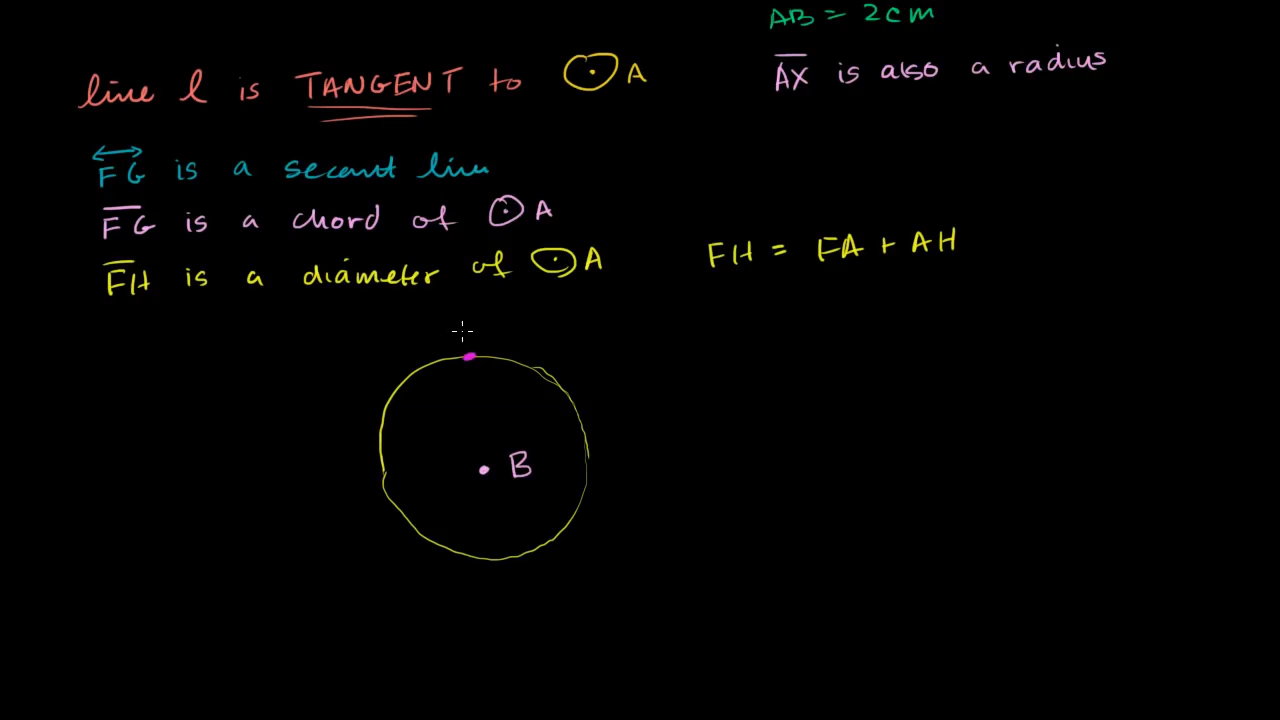 AB = 2cm
line l is TANGENT to ⊙A
AX is also a radius
FG is a secant line
FG is a chord of ⊙A
FH is a diameter of ⊙A
FH = FA + AH
B